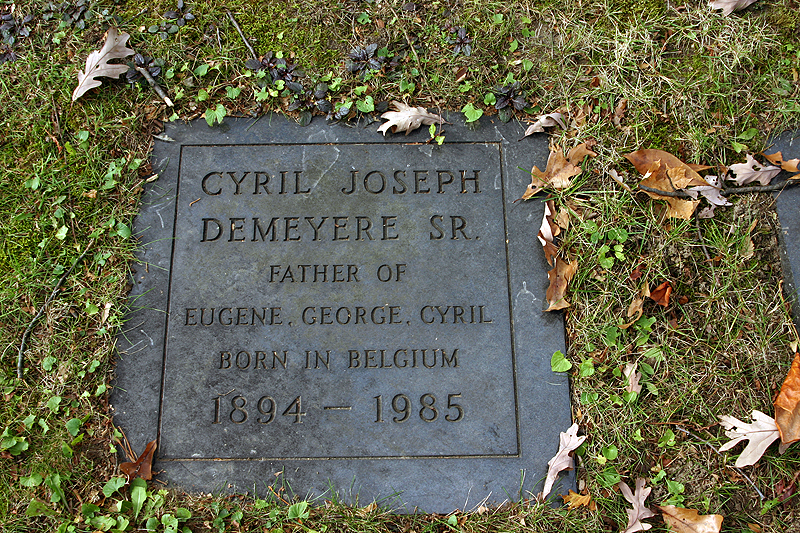 CYRIL JOSEPH
DEMEYERE SR.
FATHER OF
EUGENE, GEORGE, CYRIL
BORN IN BELGIUM
1894 – 1985